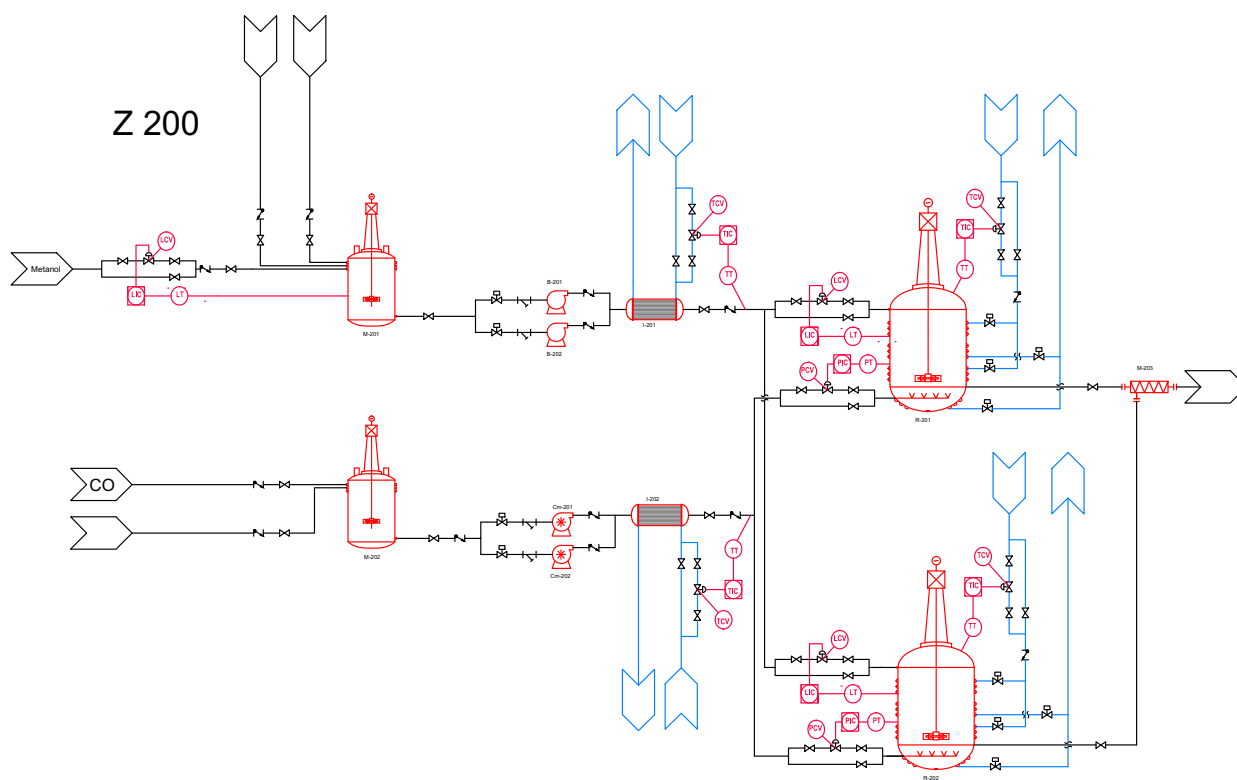 Z 200
Metanol
LCV
LIC
LT
M-201
B-201
B-202
I-201
TCV
TIC
TT
LCV
LIC
LT
PCV
PIC
PT
R-201
TCV
TIC
TT
M-203
CO
M-202
Cm-201
Cm-202
I-202
TT
TIC
TCV
LCV
LIC
LT
PCV
PIC
PT
R-202
TCV
TIC
TT